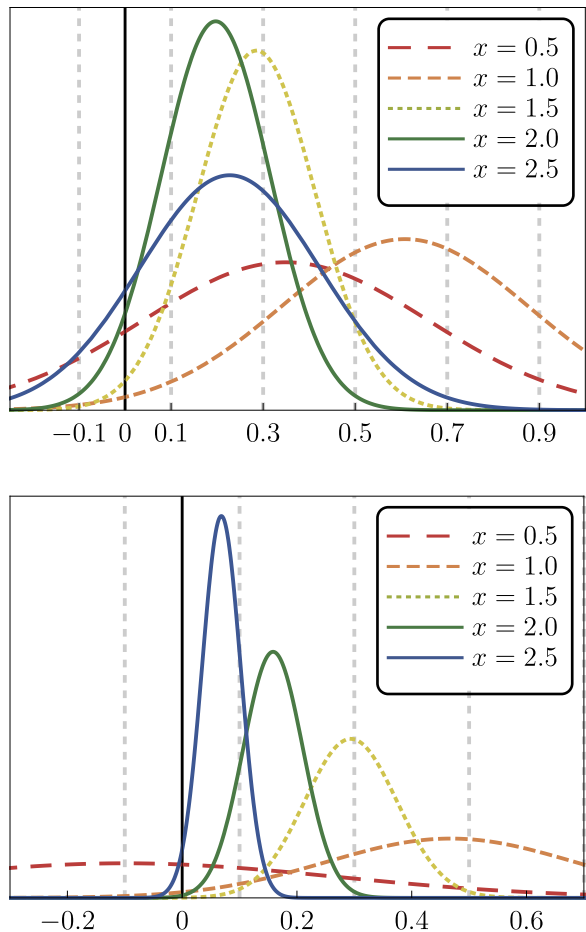 x = 0.5
x = 1.0
x = 1.5
x = 2.0
x = 2.5
−0.1 0 0.1 0.3 0.5 0.7 0.9
x = 0.5
x = 1.0
x = 1.5
x = 2.0
x = 2.5
−0.2 0 0.2 0.4 0.6